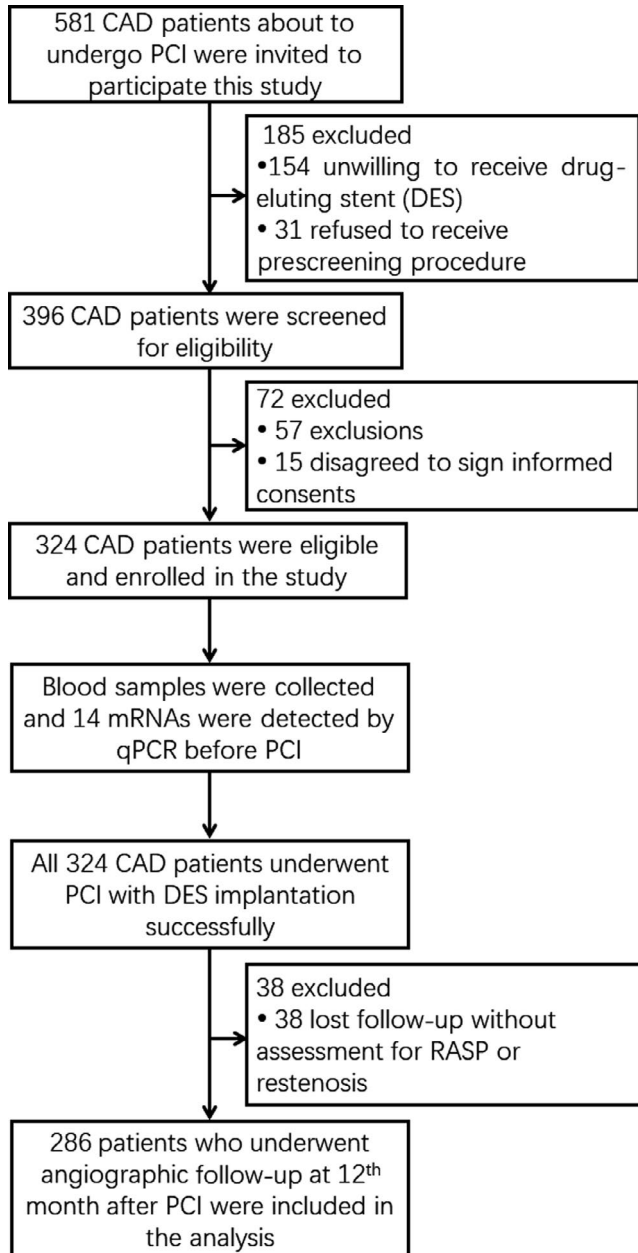 581 CAD patients about to
undergo PCI were invited to
participate this study
185 excluded
•154 unwilling to receive drug-
eluting stent (DES)
• 31 refused to receive
prescreening procedure
396 CAD patients were screened
for eligibility
72 excluded
• 57 exclusions
• 15 disagreed to sign informed
consents
324 CAD patients were eligible
and enrolled in the study
Blood samples were collected
and 14 mRNAs were detected by
qPCR before PCI
All 324 CAD patients underwent
PCI with DES implantation
successfully
38 excluded
• 38 lost follow-up without
assessment for RASP or
restenosis
286 patients who underwent
angiographic follow-up at 12th
month after PCI were included in
the analysis